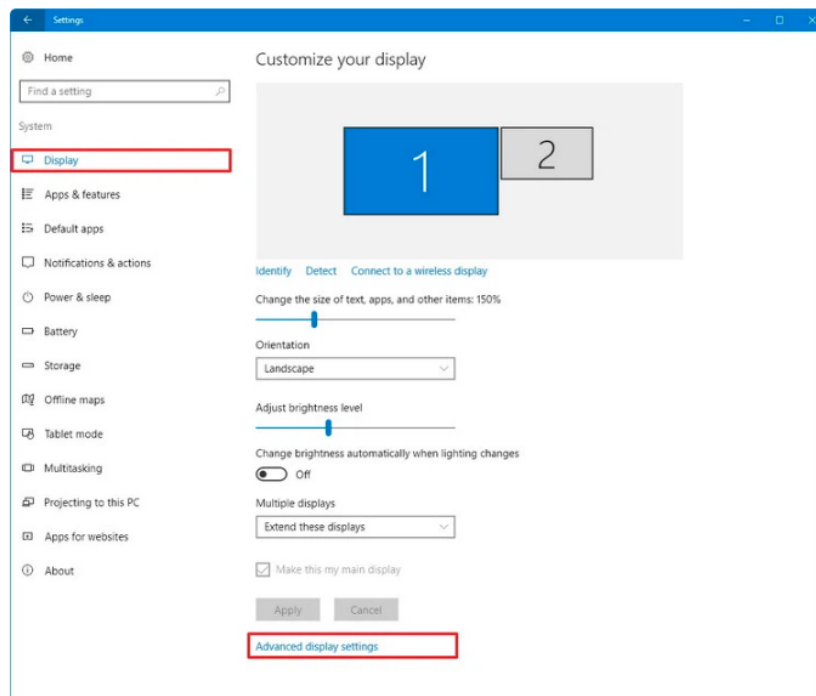 Settings
Home
Customize your display
Find a setting
System
Display
Apps & features
Default apps
Notifications & actions
Power & sleep
Battery
Storage
Offline maps
Tablet mode
Multitasking
Projecting to this PC
Apps for websites
About
1
2
Identify Detect Connect to a wireless display
Change the size of text, apps, and other items: 150%
Orientation
Landscape
Adjust brightness level
Change brightness automatically when lighting changes
Off
Multiple displays
Extend these displays
Make this my main display
Apply Cancel
Advanced display settings